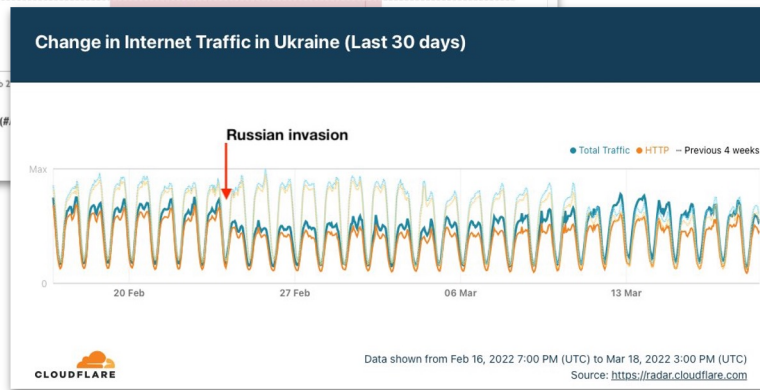 Change in Internet Traffic in Ukraine (Last 30 days)
Russian invasion
Total Traffic HTTP -- Previous 4 weeks
Max
0
20 Feb 27 Feb 06 Mar 13 Mar
CLOUDFLARE
Data shown from Feb 16, 2022 7:00 PM (UTC) to Mar 18, 2022 3:00 PM (UTC)
Source: https://radar.cloudflare.com